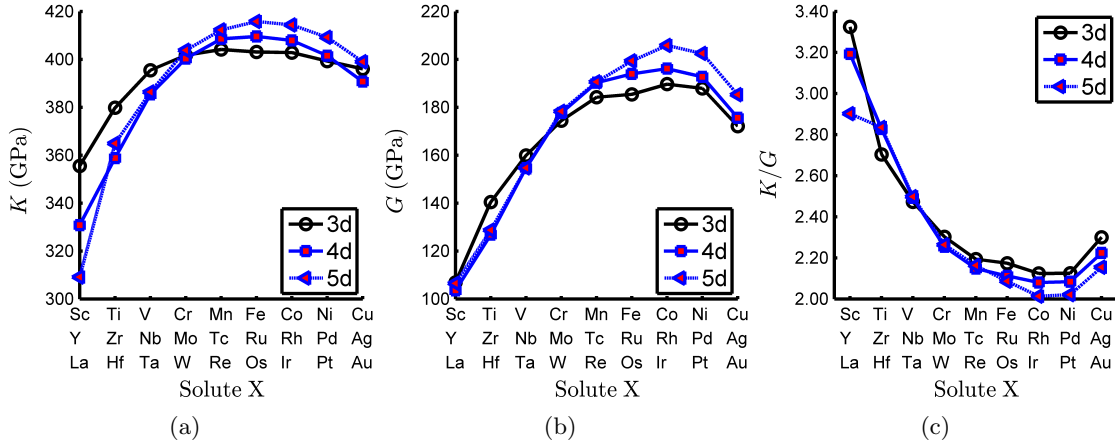 420
400
380
360
340
320
300
K (GPa)
3d
4d
5d
Sc Ti V Cr Mn Fe Co Ni Cu
Y Zr Nb Mo Tc Ru Rh Pd Ag
La Hf Ta W Re Os Ir Pt Au
Solute X
(a)
220
200
180
160
140
120
100
G (GPa)
3d
4d
5d
Sc Ti V Cr Mn Fe Co Ni Cu
Y Zr Nb Mo Tc Ru Rh Pd Ag
La Hf Ta W Re Os Ir Pt Au
Solute X
(b)
3.40
3.20
3.00
2.80
2.60
2.40
2.20
2.00
K/G
3d
4d
5d
Sc Ti V Cr Mn Fe Co Ni Cu
Y Zr Nb Mo Tc Ru Rh Pd Ag
La Hf Ta W Re Os Ir Pt Au
Solute X
(c)